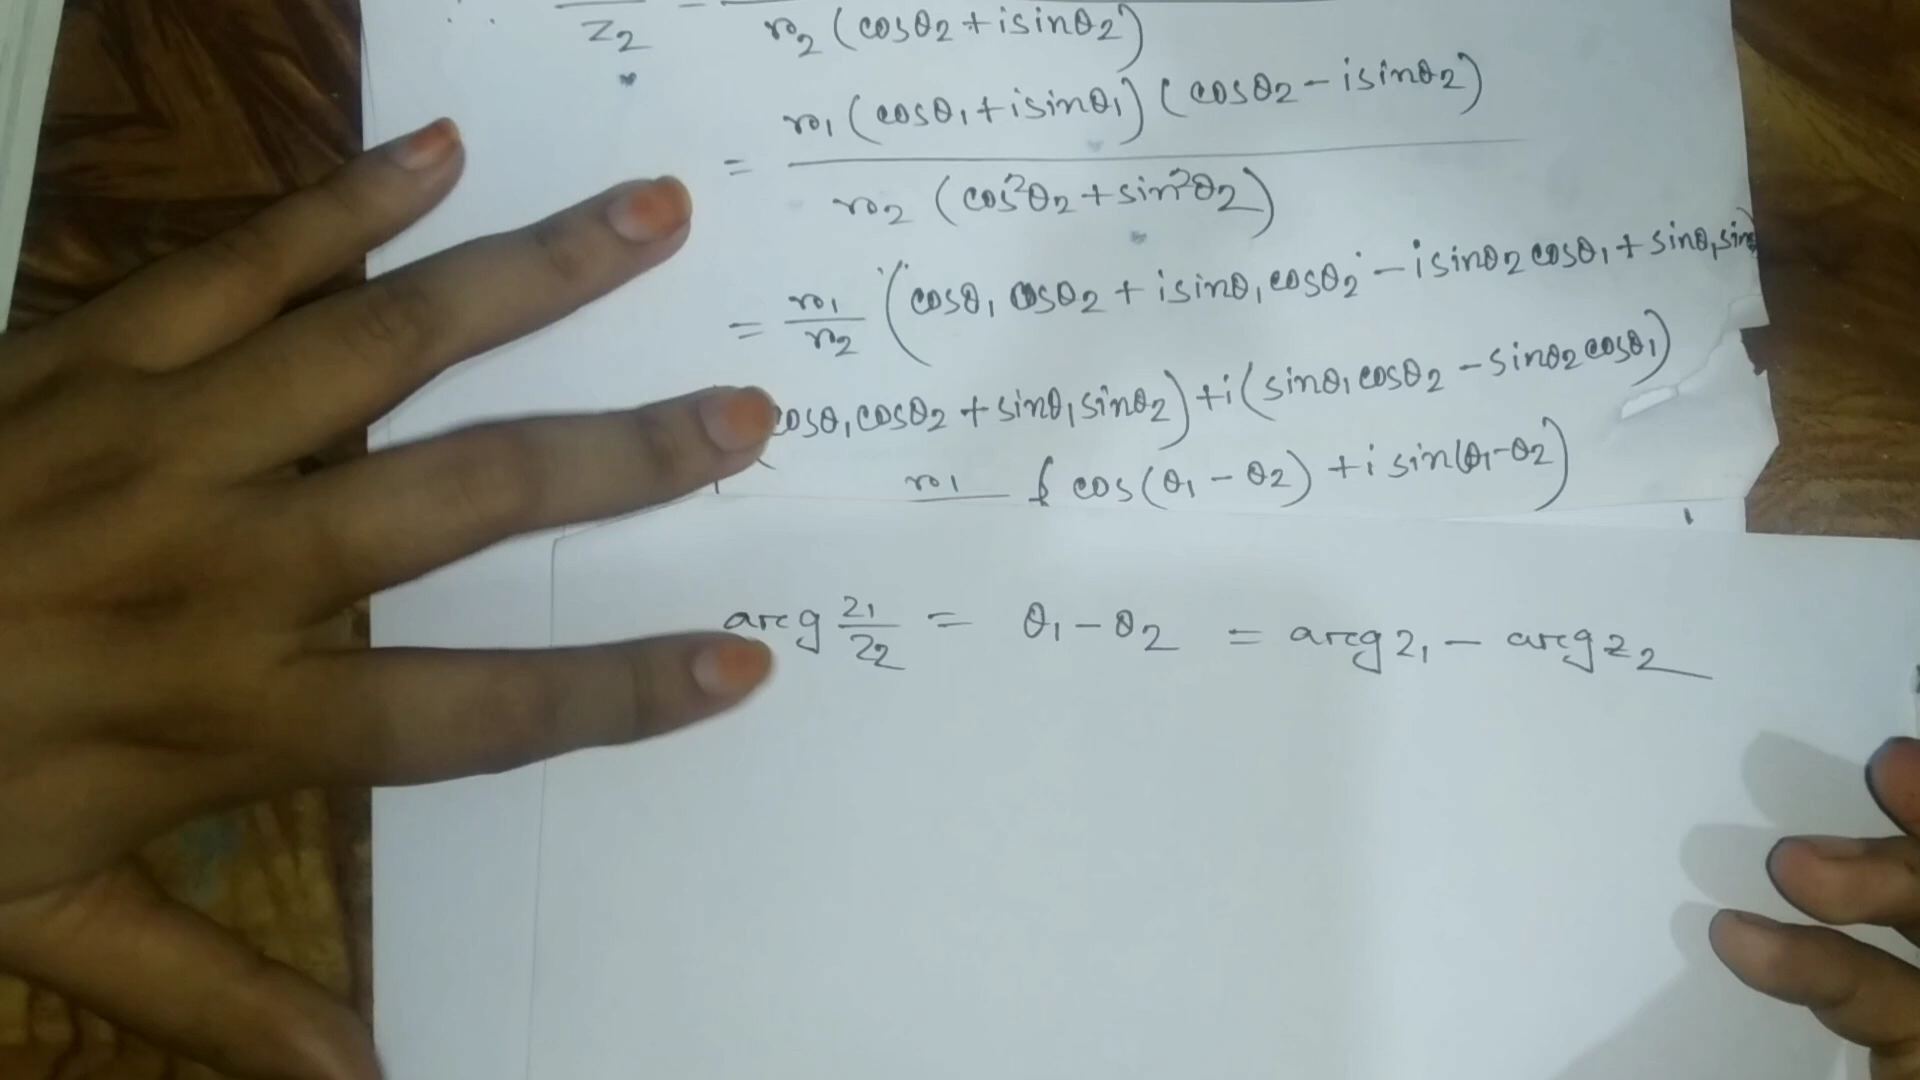 ∴ z2 = r2 (cosθ2 + isinθ2)
= r1 (cosθ1 + isinθ1) (cosθ2 - isinθ2) / r2 (cos²θ2 + sin²θ2)
= r1/r2 (cosθ1 cosθ2 + isinθ1 cosθ2 - isinθ2 cosθ1 + sinθ1 sin
cosθ1 cosθ2 + sinθ1 sinθ2) + i(sinθ1 cosθ2 - sinθ2 cosθ1)
r1 { cos(θ1 - θ2) + i sin(θ1 - θ2)
arg z1/z2 = θ1 - θ2 = arg z1 - arg z2